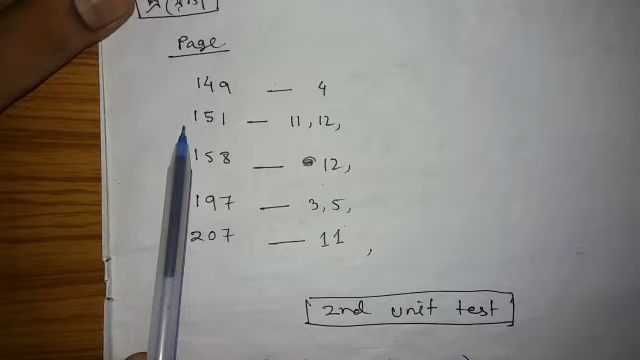 Page
149 — 4
151 — 11, 12,
158 — 12,
197 — 3, 5,
207 — 11,
2nd unit test